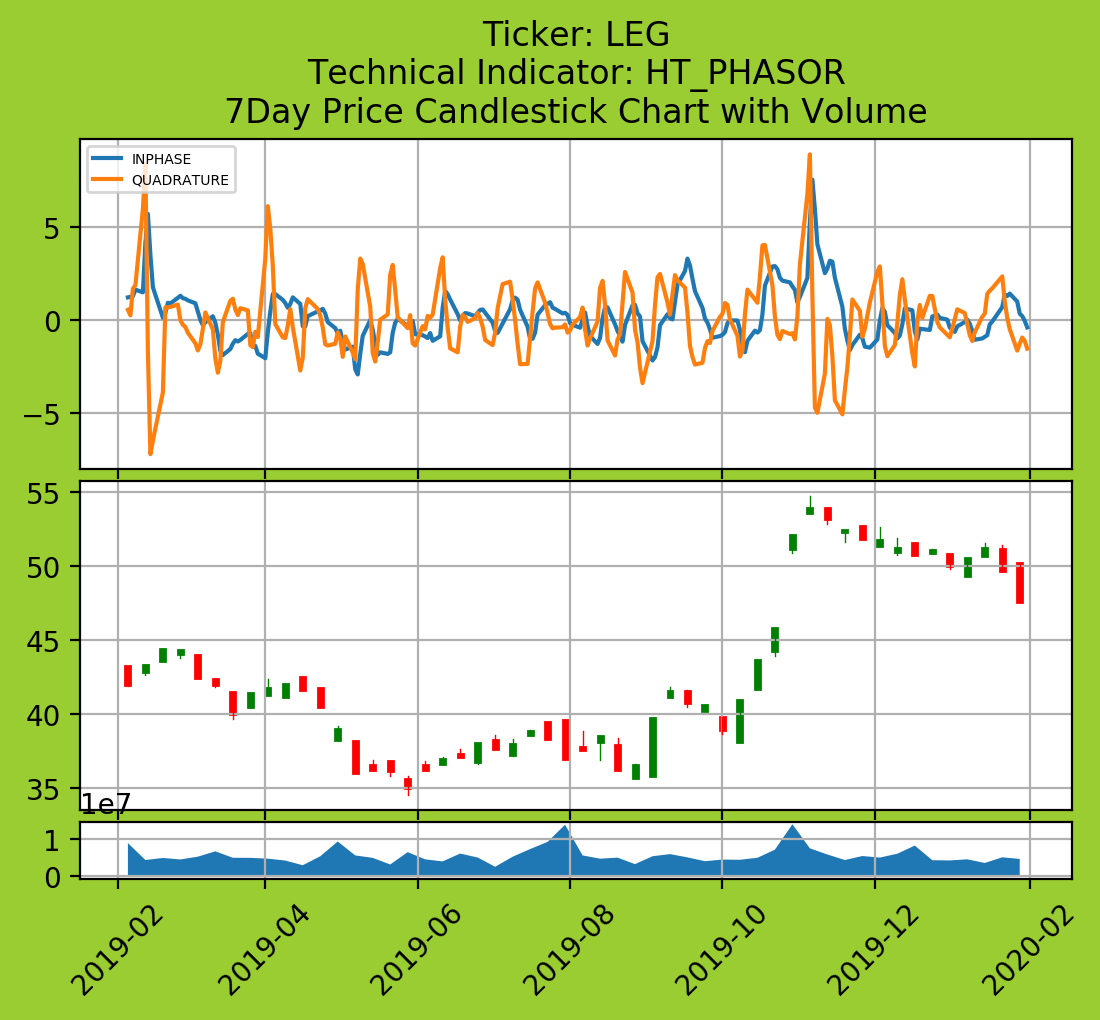 Ticker: LEG
Technical Indicator: HT_PHASOR
7Day Price Candlestick Chart with Volume
INPHASE
QUADRATURE
5
0
−5
55
50
45
40
35
1e7
1
0
2019-02
2019-04
2019-06
2019-08
2019-10
2019-12
2020-02